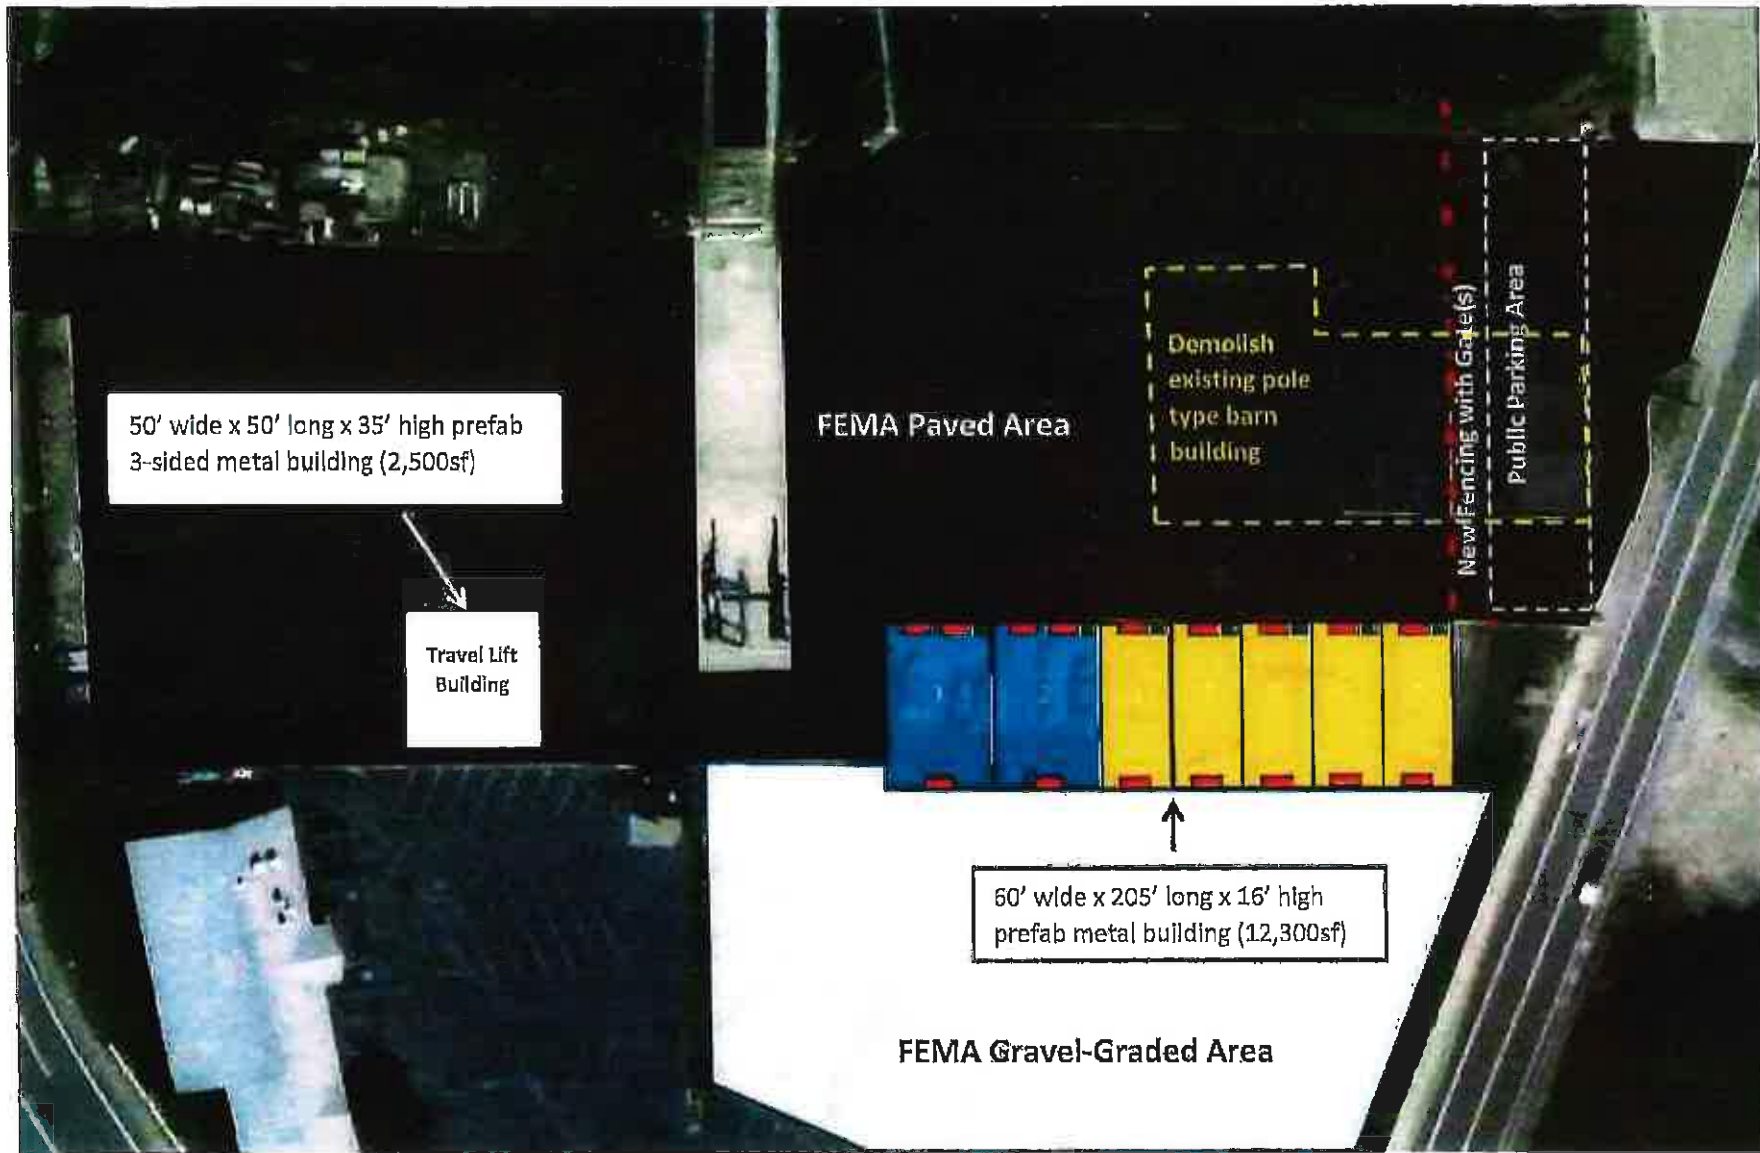 50' wide x 50' long x 35' high prefab
3-sided metal building (2,500sf)
FEMA Paved Area
Demolish
existing pole
type barn
building
New Fencing with Gate(s)
Public Parking Area
Travel Lift
Building
1
2
60' wide x 205' long x 16' high
prefab metal building (12,300sf)
FEMA Gravel-Graded Area